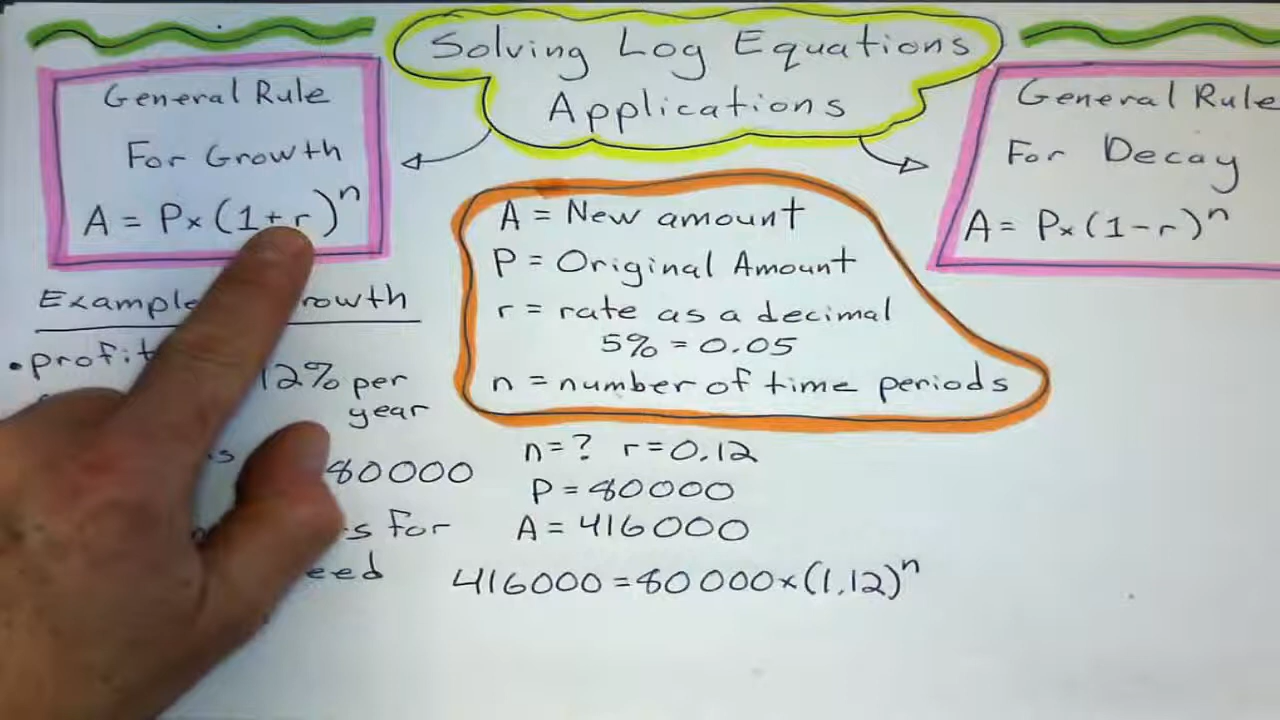 Solving Log Equations
Applications
General Rule
For Growth
A = P× (1+r)ⁿ
General Rule
For Decay
A = P× (1-r)ⁿ
A = New amount
P = Original Amount
r = rate as a decimal
5% = 0.05
n = number of time periods
Example rowth
• profit
12% per
year
80000
for
eed
n=? r=0.12
P = 80000
A = 416000
416000 = 80000×(1.12)ⁿ